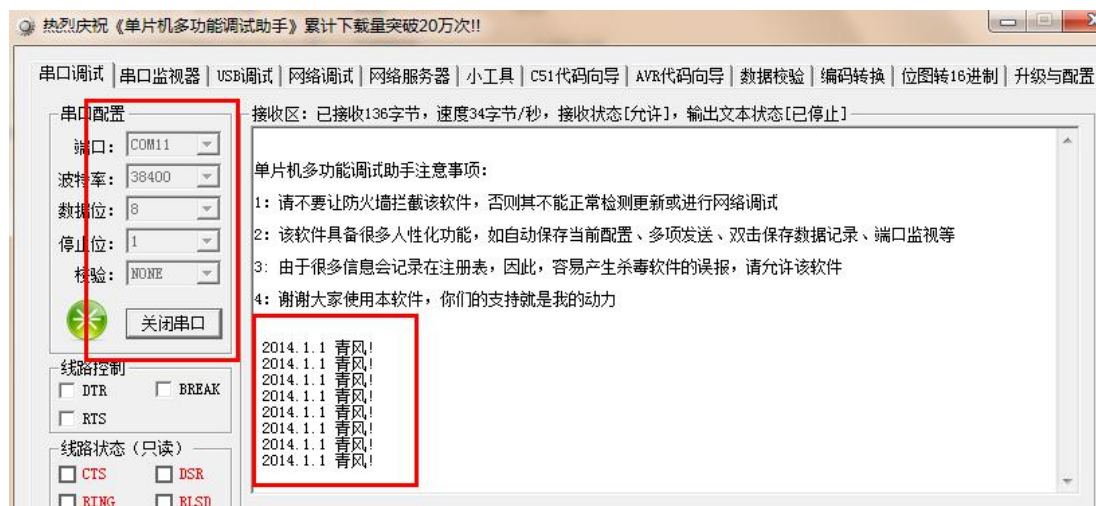 热烈庆祝《单片机多功能调试助手》累计下载量突破20万次!!
串口调试 串口监视器 USB调试 网络调试 网络服务器 小工具 C51代码向导 AVR代码向导 数据校验 编码转换 位图转16进制 升级与配置
串口配置
端口: COM11
波特率: 38400
数据位: 8
停止位: 1
校验: NONE
关闭串口
线路控制
DTR BREAK
RTS
线路状态（只读）
CTS DSR
RING RLSD
接收区: 已接收136字节, 速度34字节/秒, 接收状态[允许], 输出文本状态[已停止]
单片机多功能调试助手注意事项:
1: 请不要让防火墙拦截该软件, 否则其不能正常检测更新或进行网络调试
2: 该软件具备很多人性化功能, 如自动保存当前配置、多项发送、双击保存数据记录、端口监视等
3: 由于很多信息会记录在注册表, 因此, 容易产生杀毒软件的误报, 请允许该软件
4: 谢谢大家使用本软件, 你们的支持就是我的动力
2014.1.1 青风!
2014.1.1 青风!
2014.1.1 青风!
2014.1.1 青风!
2014.1.1 青风!
2014.1.1 青风!
2014.1.1 青风!
2014.1.1 青风!